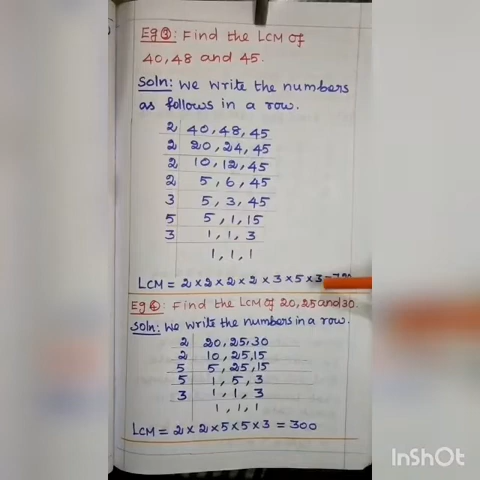 Eg③: Find the LCM of
40,48 and 45.
Soln: We write the numbers
as follows in a row.
2 40,48,45
2 20,24,45
2 10,12,45
2 5,6,45
3 5,3,45
5 5,1,15
3 1,1,3
1,1,1
LCM = 2×2×2×2×3×5×3=720
Eg④: Find the LCM of 20,25 and 30.
Soln: We write the numbers in a row.
2 20,25,30
2 10,25,15
5 5,25,15
5 1,5,3
3 1,1,3
1,1,1
LCM = 2×2×5×5×3 = 300
InShOt